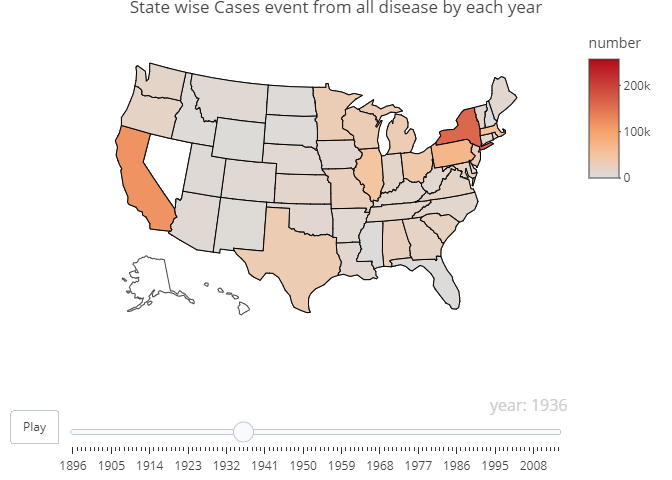 State wise Cases event from all disease by each year
number
200k
100k
0
year: 1936
Play
1896 1905 1914 1923 1932 1941 1950 1959 1968 1977 1986 1995 2008